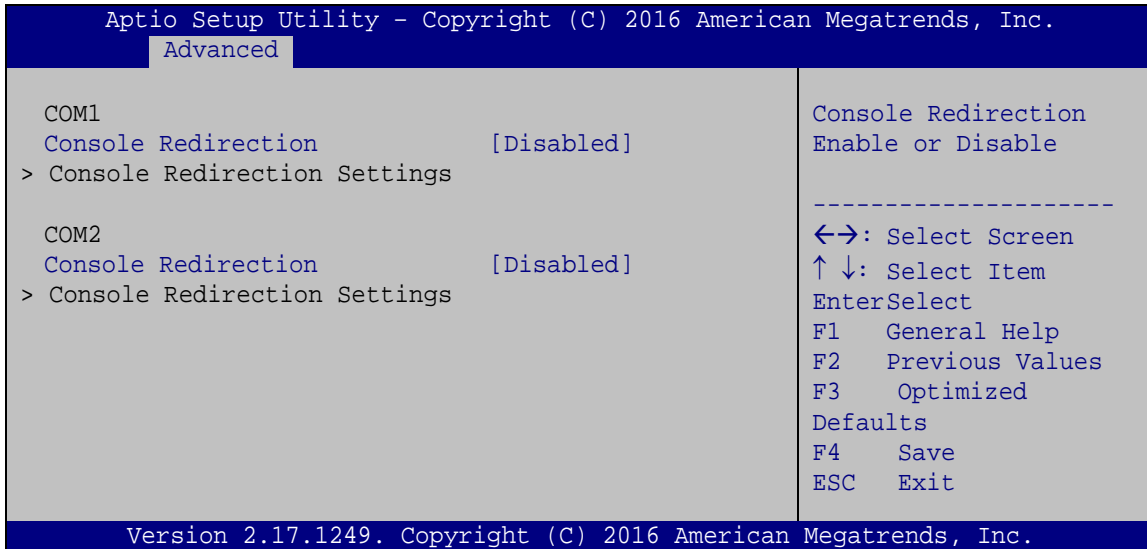 Aptio Setup Utility – Copyright (C) 2016 American Megatrends, Inc.
Advanced
COM1
Console Redirection [Disabled]
> Console Redirection Settings
COM2
Console Redirection [Disabled]
> Console Redirection Settings
Console Redirection
Enable or Disable
---------------------
←→: Select Screen
↑ ↓: Select Item
EnterSelect
F1 General Help
F2 Previous Values
F3 Optimized
Defaults
F4 Save
ESC Exit
Version 2.17.1249. Copyright (C) 2016 American Megatrends, Inc.